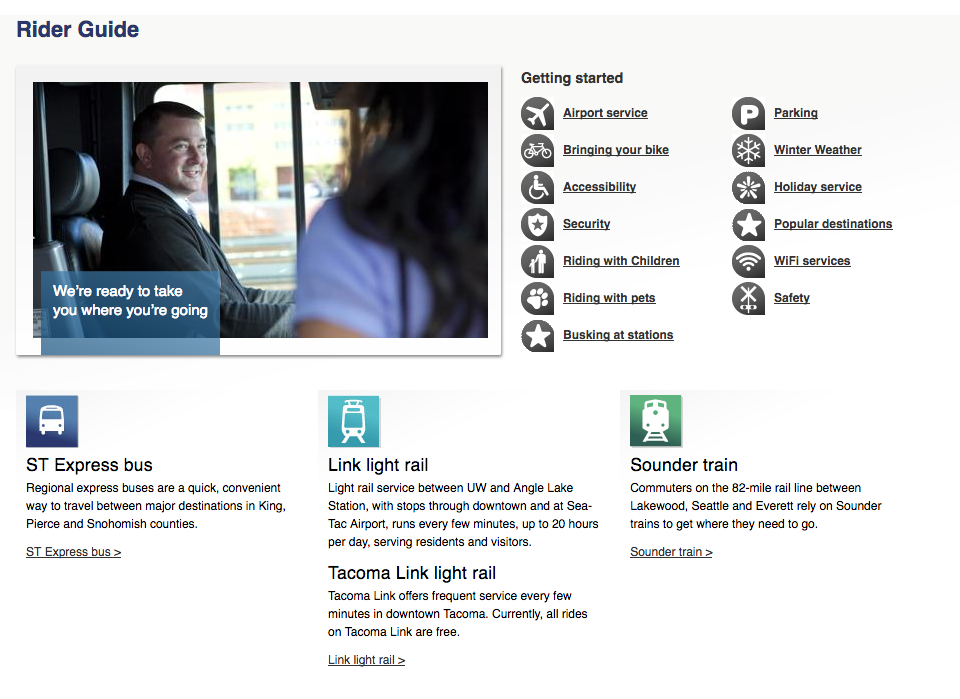 Rider Guide
We're ready to take
you where you're going
Getting started
Airport service
Bringing your bike
Accessibility
Security
Riding with Children
Riding with pets
Busking at stations
P
Parking
Winter Weather
Holiday service
Popular destinations
WiFi services
Safety
ST Express bus
Regional express buses are a quick, convenient
way to travel between major destinations in King,
Pierce and Snohomish counties.
ST Express bus >
Link light rail
Light rail service between UW and Angle Lake
Station, with stops through downtown and at Sea-
Tac Airport, runs every few minutes, up to 20 hours
per day, serving residents and visitors.
Tacoma Link light rail
Tacoma Link offers frequent service every few
minutes in downtown Tacoma. Currently, all rides
on Tacoma Link are free.
Link light rail >
Sounder train
Commuters on the 82-mile rail line between
Lakewood, Seattle and Everett rely on Sounder
trains to get where they need to go.
Sounder train >